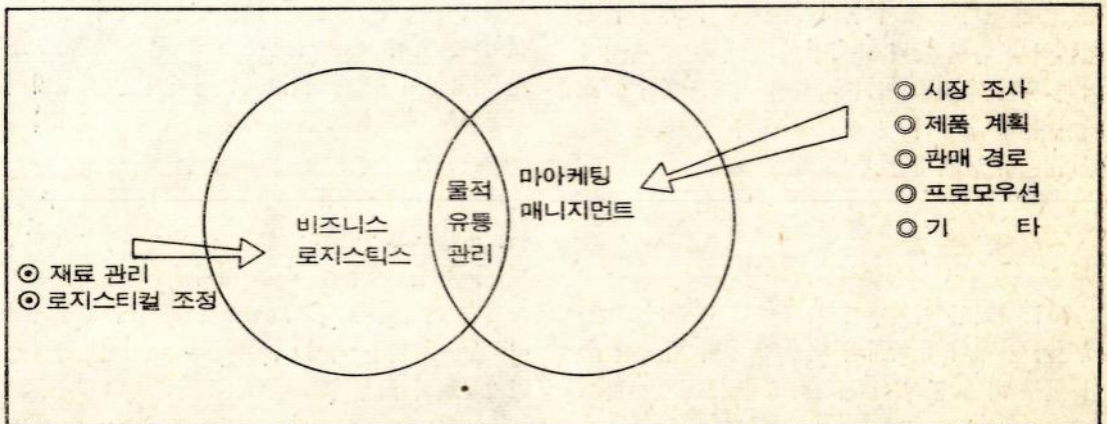 ◎ 시장 조사
◎ 제품 계획
◎ 판매 경로
◎ 프로모우션
◎ 기 타
마아케팅
매니지먼트
물적
유통
관리
비즈니스
로지스틱스
⊙ 재료 관리
⊙ 로지스티컬 조정